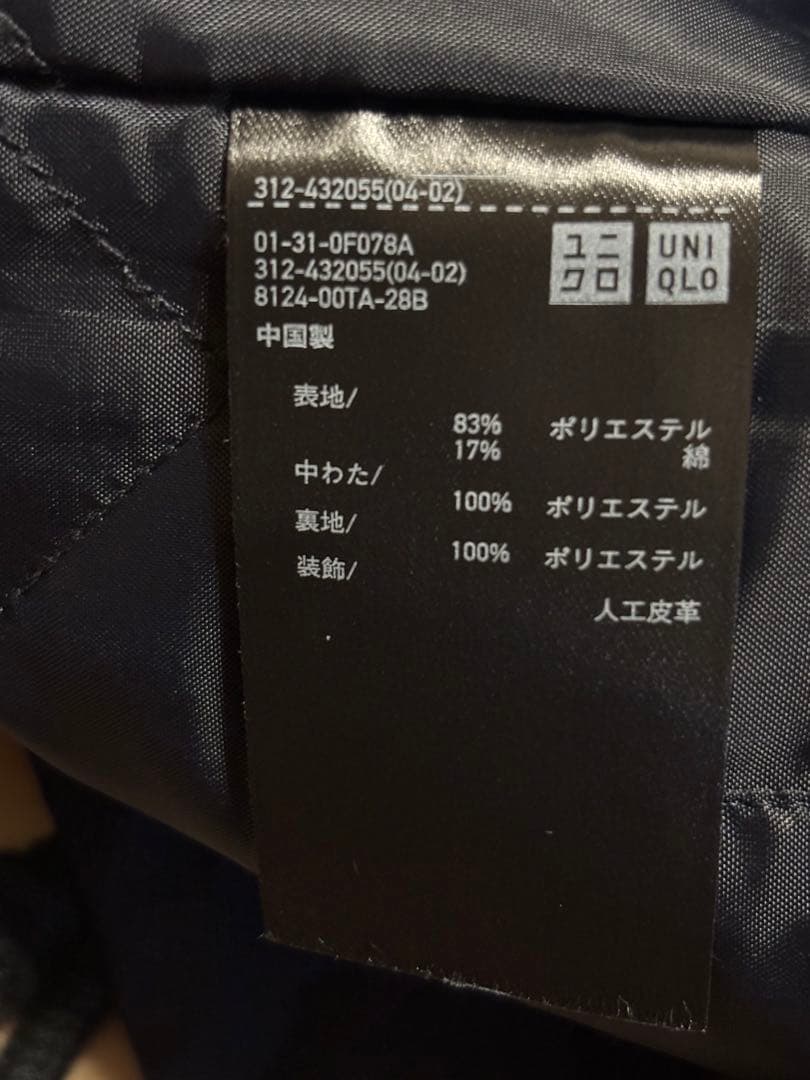 312-432055(04-02)
01-31-0F078A
312-432055(04-02)
8124-00TA-28B
ユニ
クロ
UNI
QLO
中国製
表地/
83% ポリエステル
17% 綿
中わた/
100% ポリエステル
裏地/
100% ポリエステル
装飾/
人工皮革